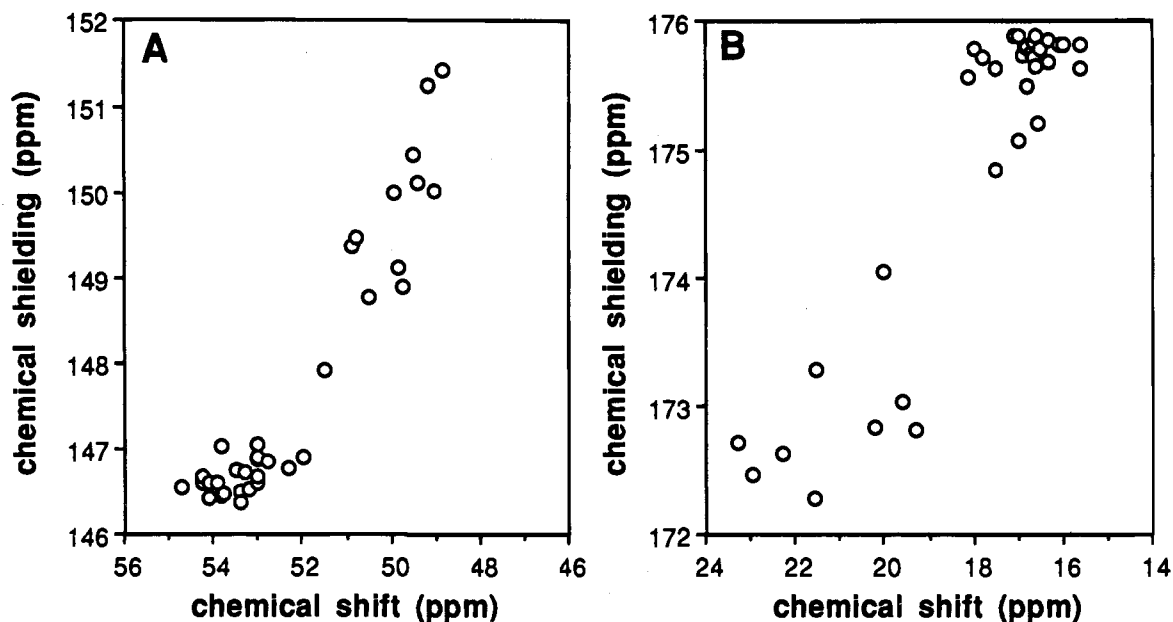 A
chemical shielding (ppm)
152
151
150
149
148
147
146
56 54 52 50 48 46
chemical shift (ppm)
B
chemical shielding (ppm)
176
175
174
173
172
24 22 20 18 16 14
chemical shift (ppm)